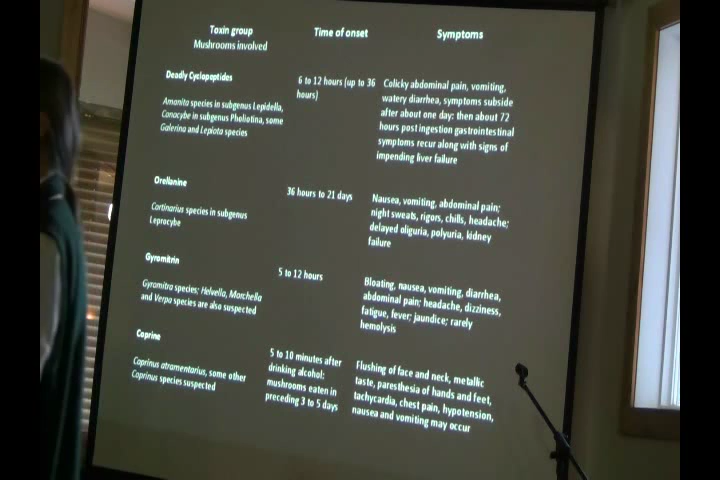 Toxin group Time of onset Symptoms
Mushrooms involved
Deadly Cyclopeptides
Amanita species in subgenus Lepidella,
Conocybe in subgenus Pholiotina, some
Galerina and Lepiota species
6 to 12 hours (up to 36
hours)
Colicky abdominal pain, vomiting,
watery diarrhea, symptoms subside
after about one day: then about 72
hours post ingestion gastrointestinal
symptoms recur along with signs of
impending liver failure
Orellanine
Cortinarius species in subgenus
Leprocybe
36 hours to 21 days
Nausea, vomiting, abdominal pain;
night sweats, rigors, chills, headache;
delayed oliguria, polyuria, kidney
failure
Gyromitrin
Gyromitra species; Helvella, Morchella
and Verpa species are also suspected
5 to 12 hours
Bloating, nausea, vomiting, diarrhea,
abdominal pain; headache, dizziness,
fatigue, fever; jaundice; rarely
hemolysis
Coprine
Coprinus atramentarius, some other
Coprinus species suspected
5 to 10 minutes after
drinking alcohol:
mushrooms eaten in
preceding 3 to 5 days
Flushing of face and neck, metallic
taste, paresthesia of hands and feet,
tachycardia, chest pain, hypotension,
nausea and vomiting may occur